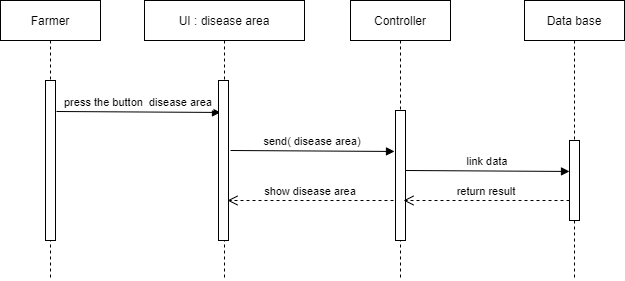 Farmer
UI : disease area
Controller
Data base
press the button  disease area
send( disease area)
link data
show disease area
return result